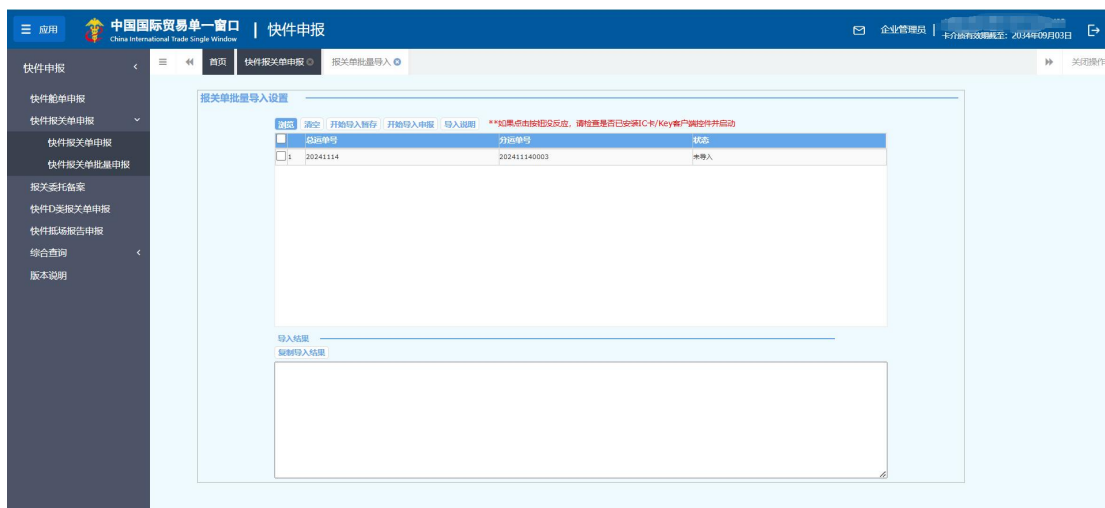 应用
中国国际贸易单一窗口
China International Trade Single Window
快件申报
企业管理员
卡介质有效期截至: 2034年09月03日
快件申报
首页
快件报关单申报
报关单批量导入
关闭操作
快件舱单申报
快件报关单申报
快件报关单申报
快件报关单批量申报
报关委托备案
快件D类报关单申报
快件抵场报告申报
综合查询
版本说明
报关单批量导入设置
浏览 清空 开始导入暂存 开始导入申报 导入说明 **如果点击按钮没反应，请检查是否已安装IC卡/Key客户端控件并启动
总运单号 分运单号 状态
1 20241114 202411140003 未导入
导入结果
复制导入结果